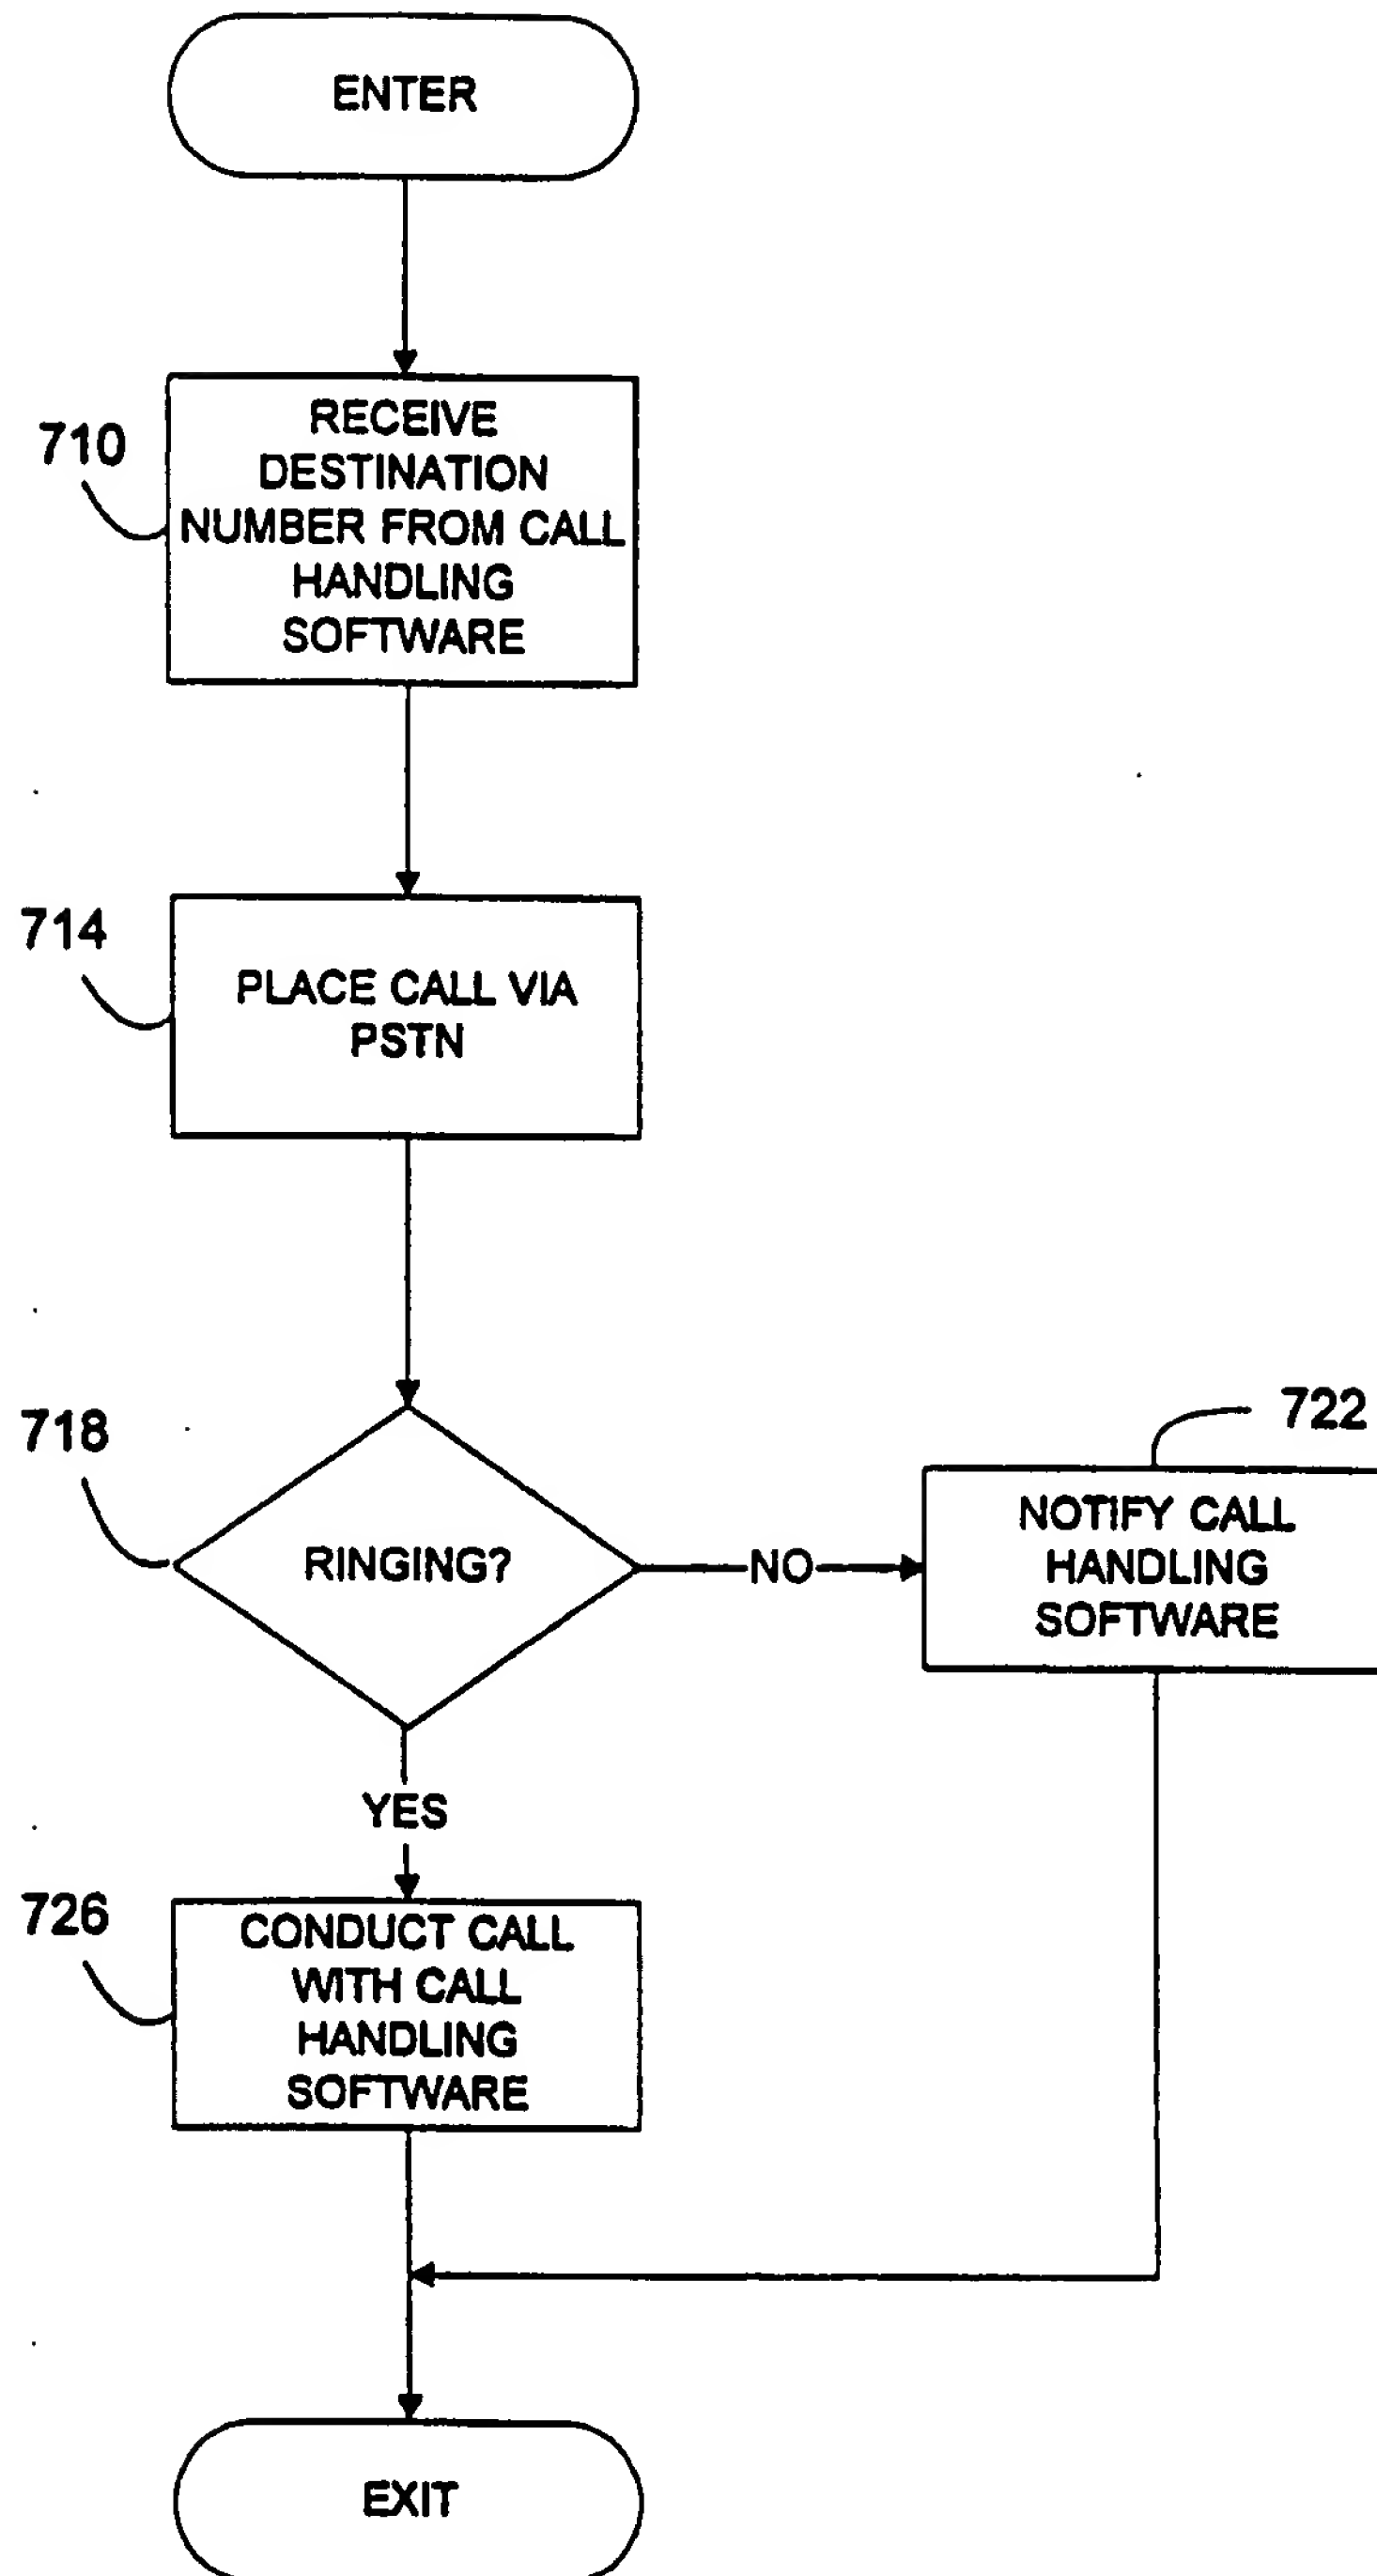 ENTER
710
RECEIVE
DESTINATION
NUMBER FROM CALL
HANDLING
SOFTWARE
714
PLACE CALL VIA
PSTN
718
RINGING?
NO
722
NOTIFY CALL
HANDLING
SOFTWARE
YES
726
CONDUCT CALL
WITH CALL
HANDLING
SOFTWARE
EXIT